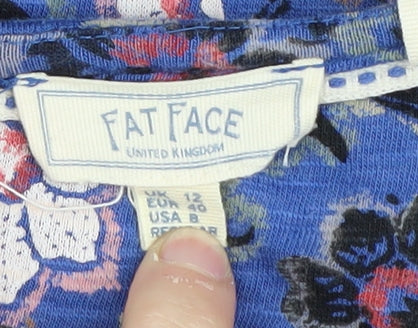 FAT FACE
UNITED KINGDOM
UK 12
EUR 40
USA 8